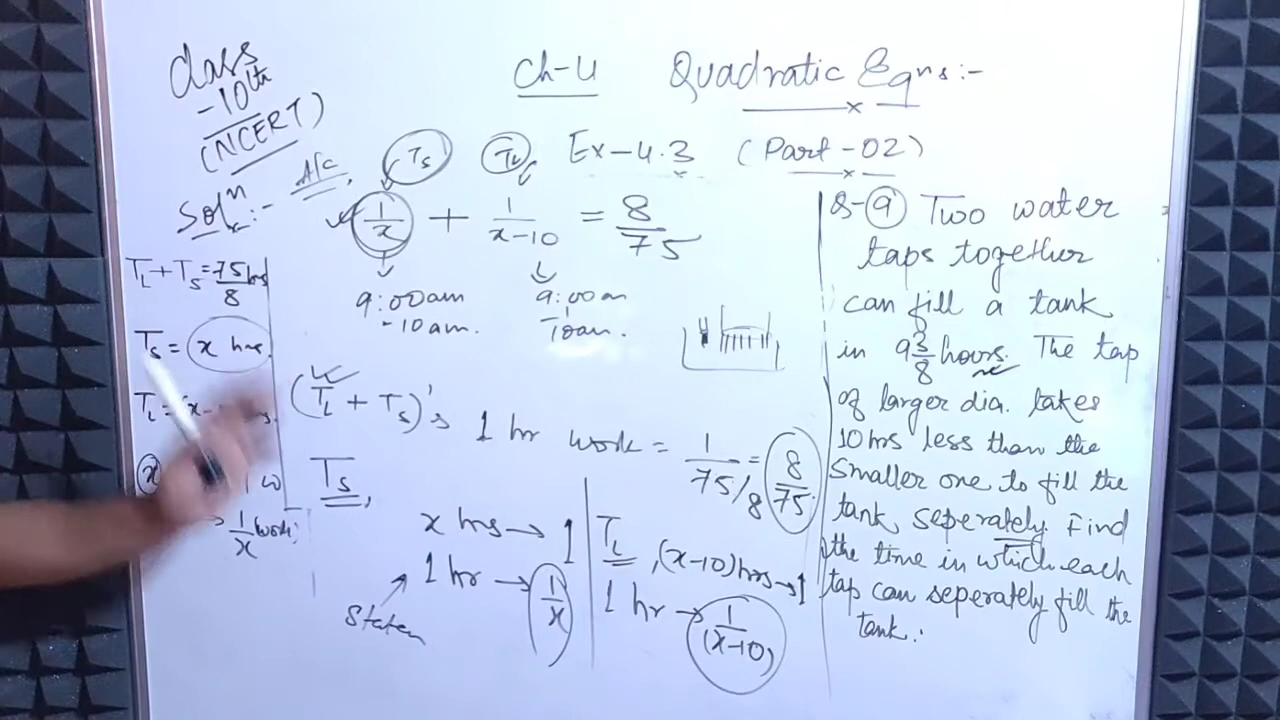 Class
-10th
(NCERT)
Ch-4 Quadratic Eqns:-
Ex-4.3 (Part-02)
Soln:- A/c,
Ts TL
1/x + 1/x-10 = 8/75
9:00am
-10am.
9:00am
10am.
TL + Ts = 75/8 hrs
Ts = x hrs
TL =
x
1/x work
(TL + Ts)'s 1 hr work = 1/75/8 = 8/75
Ts,
x hrs → 1
1 hr → 1/x
TL, (x-10) hrs → 1
1 hr → 1/(x-10)
Q-9 Two water
taps together
can fill a tank
in 9 3/8 hours. The tap
of larger dia. takes
10 hrs less than the
smaller one to fill the
tank seperately. Find
the time in which each
tap can seperately fill the
tank.